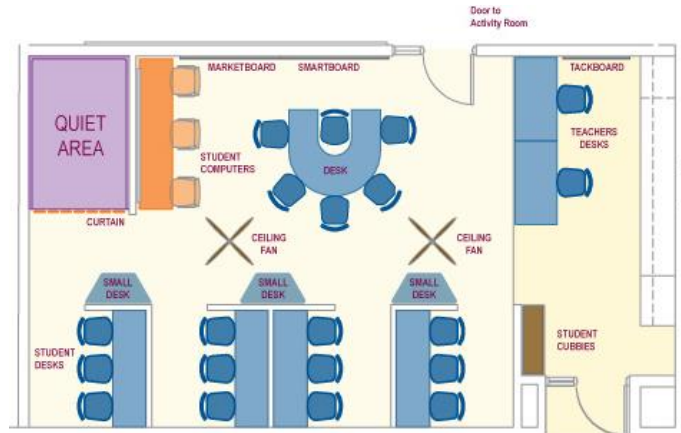 Door to
Activity Room
MARKETBOARD
SMARTBOARD
TACKBOARD
QUIET
AREA
TEACHERS
DESKS
STUDENT
COMPUTERS
DESK
CURTAIN
CEILING
FAN
CEILING
FAN
SMALL
DESK
SMALL
DESK
SMALL
DESK
STUDENT
DESKS
STUDENT
CUBBIES